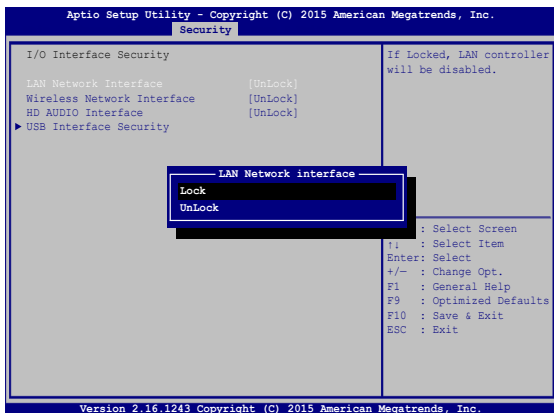 Aptio Setup Utility - Copyright (C) 2015 American Megatrends, Inc.
Security
I/O Interface Security
LAN Network Interface [UnLock]
Wireless Network Interface [UnLock]
HD AUDIO Interface [UnLock]
USB Interface Security
If Locked, LAN controller
will be disabled.
LAN Network interface
Lock
UnLock
: Select Screen
↑↓ : Select Item
Enter: Select
+/— : Change Opt.
F1 : General Help
F9 : Optimized Defaults
F10 : Save & Exit
ESC : Exit
Version 2.16.1243 Copyright (C) 2015 American Megatrends, Inc.